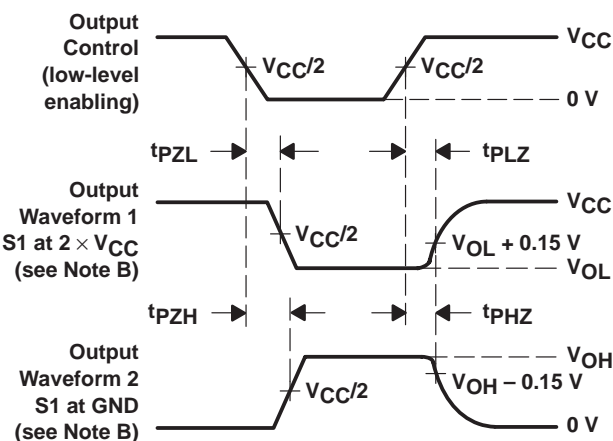 Output
Control
(low-level
enabling)
VCC
VCC/2
VCC/2
0 V
tPZL
tPLZ
Output
Waveform 1
S1 at 2 × VCC
(see Note B)
VCC
VCC/2
VOL + 0.15 V
VOL
tPZH
tPHZ
Output
Waveform 2
S1 at GND
(see Note B)
VOH
VCC/2
VOH – 0.15 V
0 V